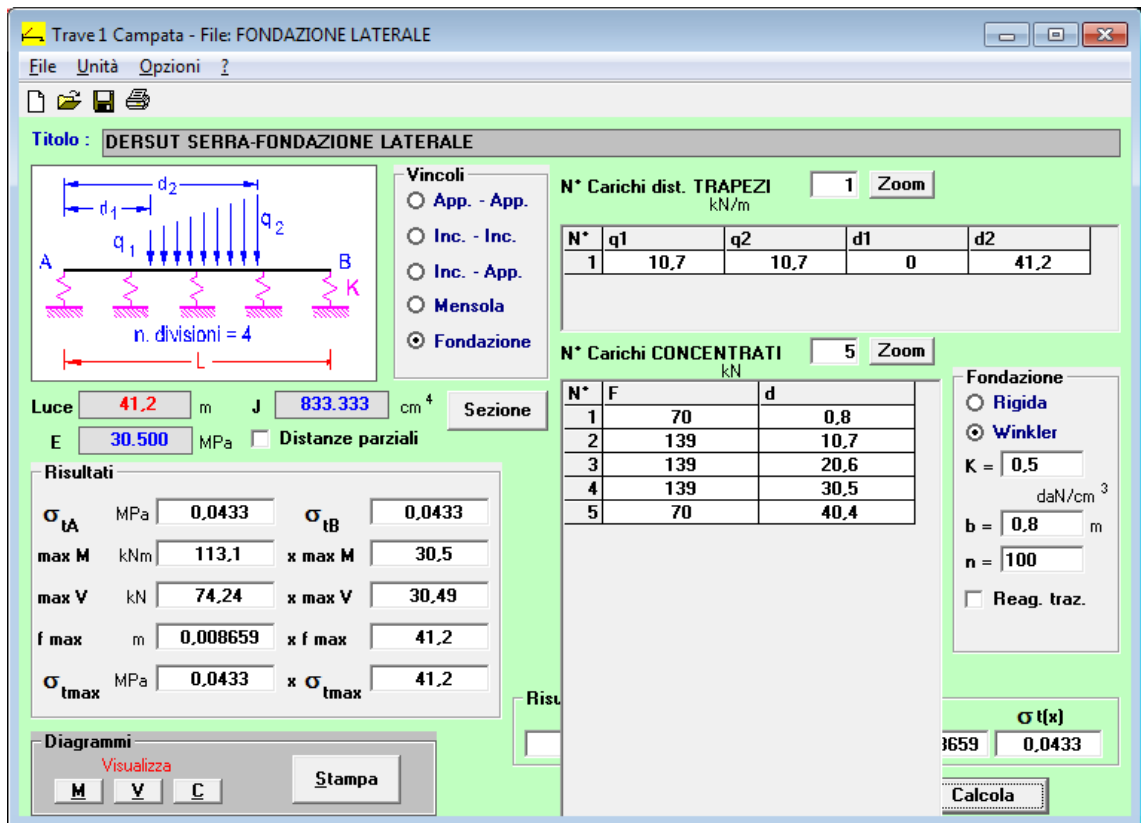 Trave 1 Campata - File: FONDAZIONE LATERALE
File Unità Opzioni ?
Titolo : DERSUT SERRA-FONDAZIONE LATERALE
d2
d1
q1
q2
A
B
K
n. divisioni = 4
L
Vincoli
App. - App.
Inc. - Inc.
Inc. - App.
Mensola
Fondazione
N° Carichi dist. TRAPEZI 1 Zoom
kN/m
N° q1 q2 d1 d2
1 10,7 10,7 0 41,2
N° Carichi CONCENTRATI 5 Zoom
kN
N° F d
1 70 0,8
2 139 10,7
3 139 20,6
4 139 30,5
5 70 40,4
Luce 41,2 m J 833.333 cm 4 Sezione
E 30.500 MPa Distanze parziali
Fondazione
Rigida
Winkler
K = 0,5
daN/cm 3
b = 0,8 m
n = 100
Reag. traz.
Risultati
σtA MPa 0,0433 σtB 0,0433
max M kNm 113,1 x max M 30,5
max V kN 74,24 x max V 30,49
f max m 0,008659 x f max 41,2
σtmax MPa 0,0433 x σtmax 41,2
Risu
σ t(x)
8659 0,0433
Diagrammi
Visualizza
M V C Stampa
Calcola